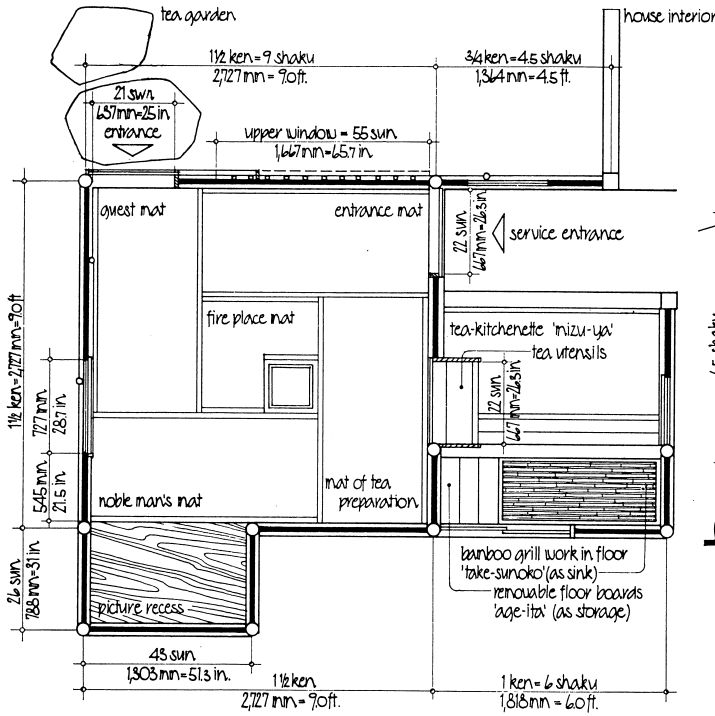 tea garden
house interior
1½ ken = 9 shaku
2,727 mm = 9.0 ft.
¾ ken = 4.5 shaku
1,364 mm = 4.5 ft.
21 swn
637 mm = 25 in
entrance
upper window = 55 sun
1,667 mm = 65.7 in.
guest mat
entrance mat
22 sun
667 mm = 26.3 in
service entrance
fire place mat
tea-kitchenette 'mizu-ya'
tea utensils
1½ ken = 2,727 mm = 9.0 ft
727 mm
28.7 in.
22 sun
667 mm = 26.3 in
545 mm
21.5 in.
noble man's mat
mat of tea
preparation
26 sun
788 mm = 31 in
picture recess
bamboo grill work in floor
'take-sunoko' (as sink)
removable floor boards
'age-ita' (as storage)
43 sun
1,303 mm = 51.3 in.
1½ ken
2,727 mm = 9.0 ft.
1 ken = 6 shaku
1,818 mm = 6.0 ft.